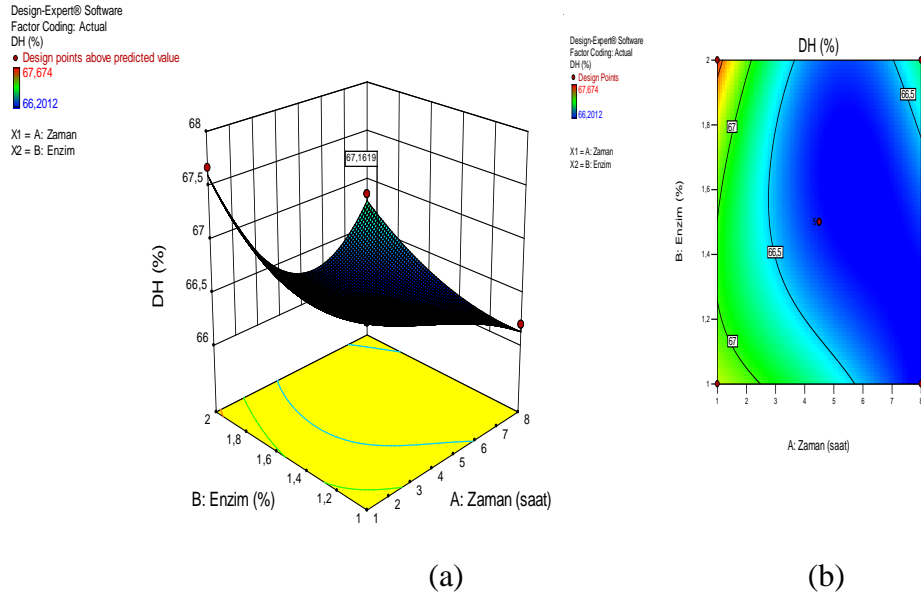 Design-Expert® Software
Factor Coding: Actual
DH (%)
Design points above predicted value
67,674
66,2012
X1 = A: Zaman
X2 = B: Enzim
68
67,5
67
66,5
66
DH (%)
67,1619
2
1,8
1,6
1,4
1,2
1
B: Enzim (%)
1
2
3
4
5
6
7
8
A: Zaman (saat)
(a)
Design-Expert® Software
Factor Coding: Actual
DH (%)
Design Points
67,674
66,2012
X1 = A: Zaman
X2 = B: Enzim
DH (%)
2
1,8
1,6
1,4
1,2
1
B: Enzim (%)
67
66,5
66,5
67
5
1 2 3 4 5 6 7 8
A: Zaman (saat)
(b)